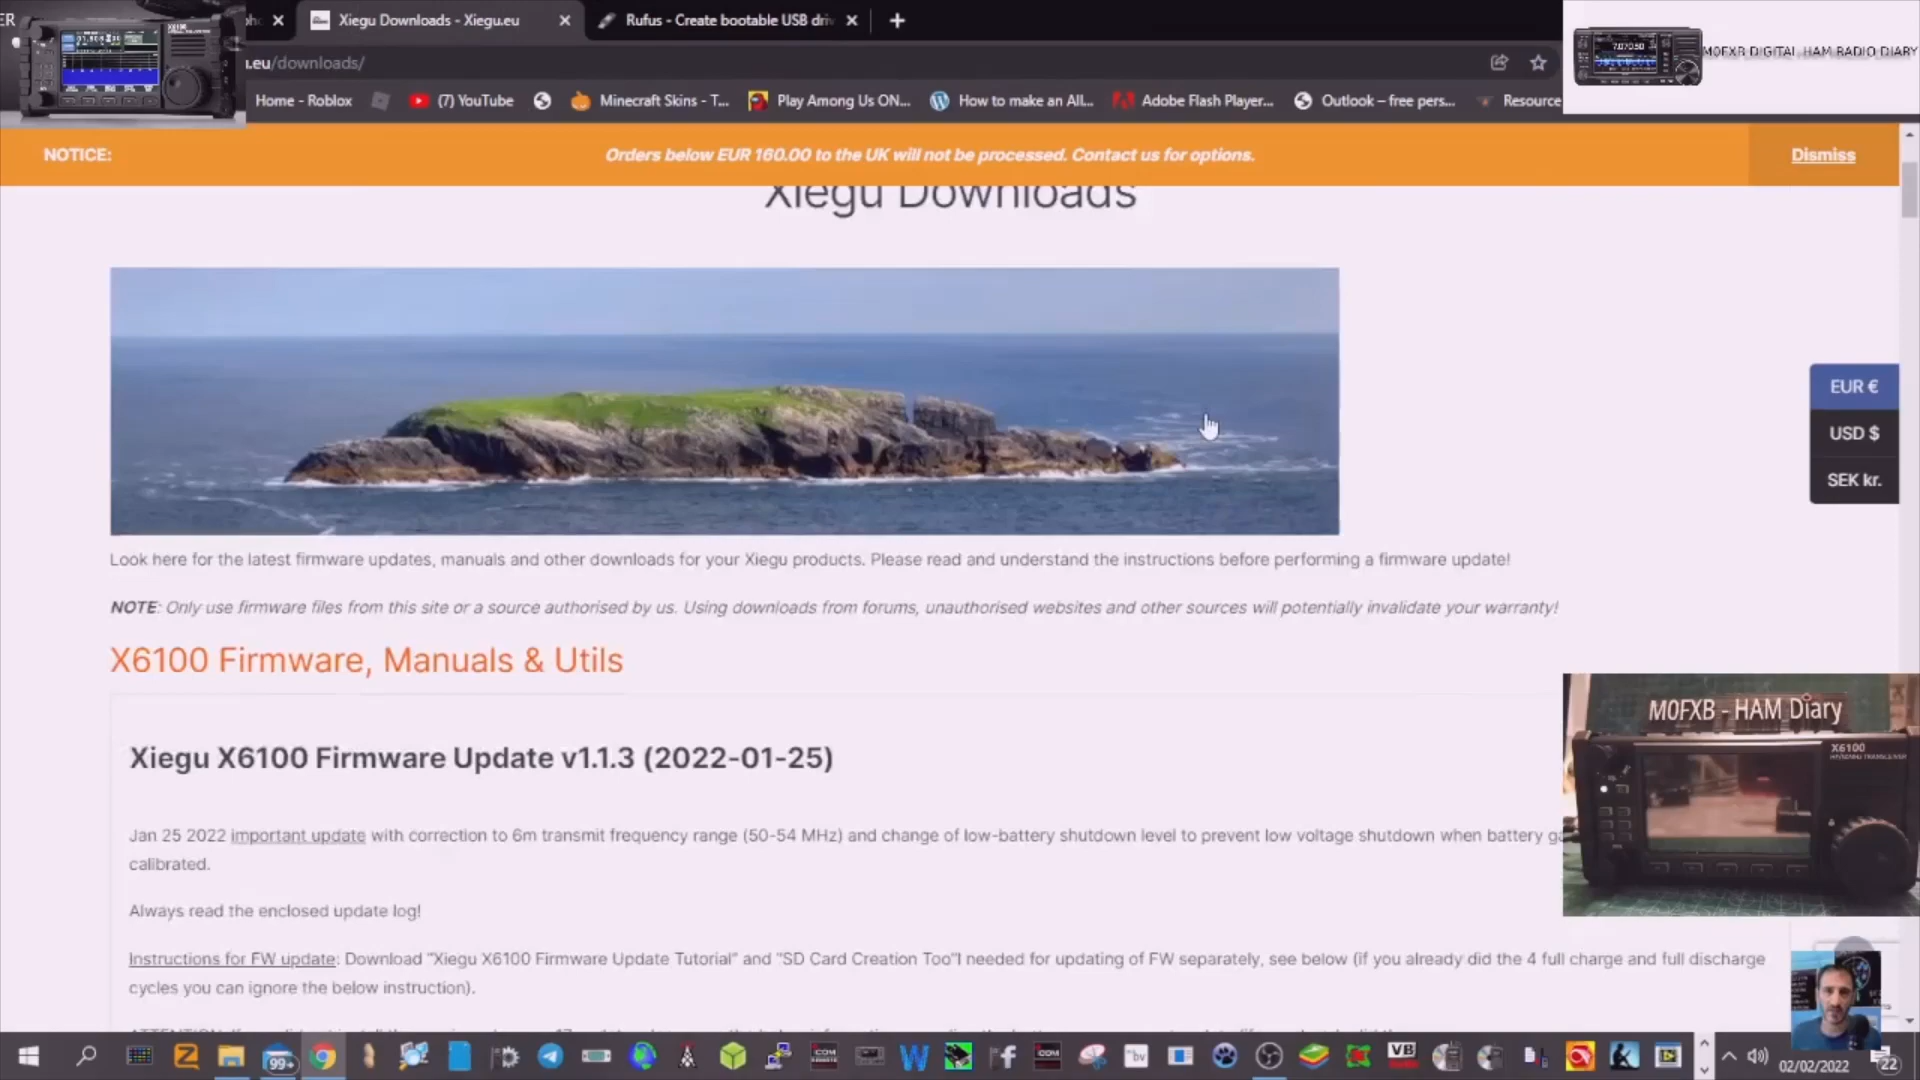 Xiegu Downloads - Xiegu.eu
Rufus - Create bootable USB driv
M0FXB DIGITAL HAM RADIO DIARY
.eu/downloads/
Home - Roblox
(7) YouTube
Minecraft Skins - T...
Play Among Us ON...
How to make an All...
Adobe Flash Player...
Outlook – free pers...
Resource
NOTICE:
Orders below EUR 160.00 to the UK will not be processed. Contact us for options.
Dismiss
Xiegu Downloads
EUR €
USD $
SEK kr.
Look here for the latest firmware updates, manuals and other downloads for your Xiegu products. Please read and understand the instructions before performing a firmware update!
NOTE: Only use firmware files from this site or a source authorised by us. Using downloads from forums, unauthorised websites and other sources will potentially invalidate your warranty!
X6100 Firmware, Manuals & Utils
M0FXB - HAM Diary
X6100
Xiegu X6100 Firmware Update v1.1.3 (2022-01-25)
Jan 25 2022 important update with correction to 6m transmit frequency range (50-54 MHz) and change of low-battery shutdown level to prevent low voltage shutdown when battery ga
calibrated.
Always read the enclosed update log!
Instructions for FW update: Download "Xiegu X6100 Firmware Update Tutorial" and "SD Card Creation Too"l needed for updating of FW separately, see below (if you already did the 4 full charge and full discharge
cycles you can ignore the below instruction).
99+
02/02/2022
22